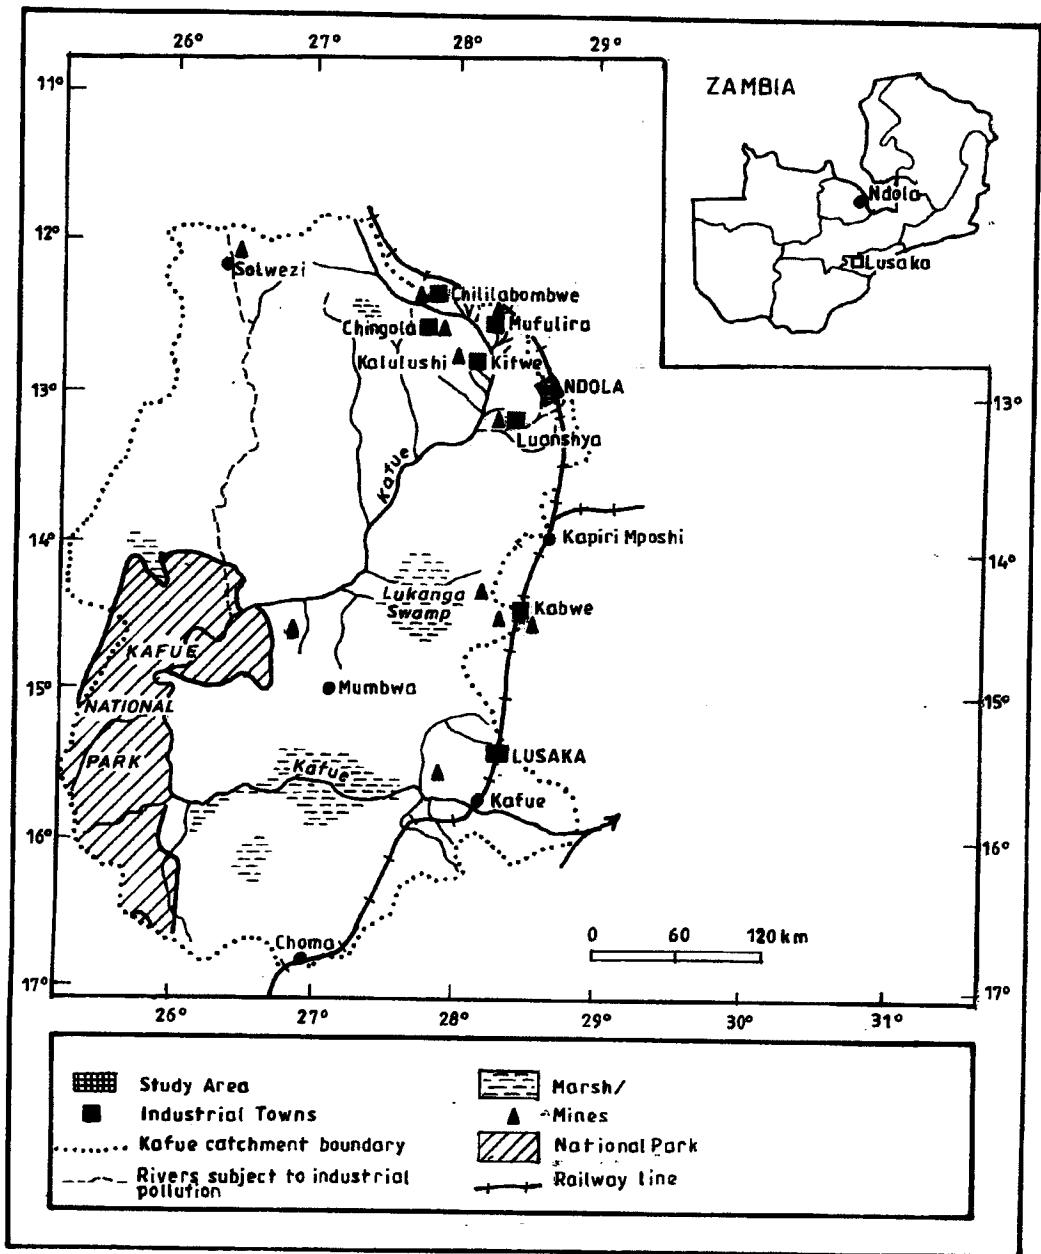 26° 27° 28° 29°
11°
ZAMBIA
Ndola
Lusaka
12°
Solwezi
Chililabombwe
Chingola
Mufulira
Kalulushi
Kitwe
13°
NDOLA
13°
Luanshya
Kafue
14°
Kapiri Mposhi
14°
Lukanga
Swamp
Kabwe
KAFUE
15°
Mumbwa
NATIONAL
15°
PARK
Kafue
LUSAKA
Kafue
16°
16°
Choma
0 60 120 km
17°
17°
26° 27° 28° 29° 30° 31°
Study Area
Industrial Towns
Kafue catchment boundary
Rivers subject to industrial
pollution
Marsh/
Mines
National Park
Railway line